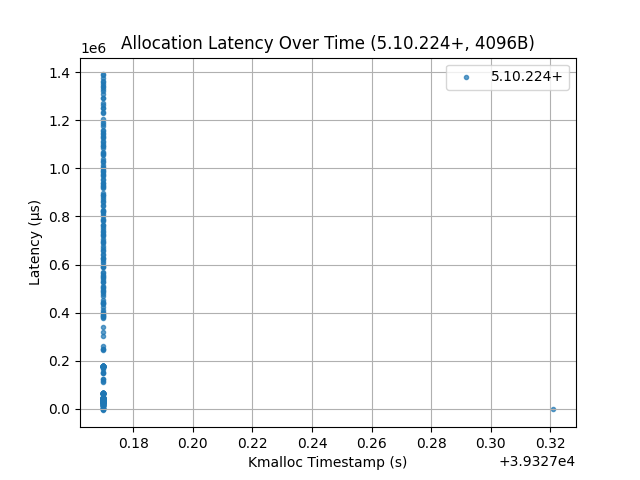 Allocation Latency Over Time (5.10.224+, 4096B)
1e6
5.10.224+
1.4
1.2
1.0
0.8
0.6
0.4
0.2
0.0
Latency (μs)
0.18 0.20 0.22 0.24 0.26 0.28 0.30 0.32
Kmalloc Timestamp (s)
+3.9327e4